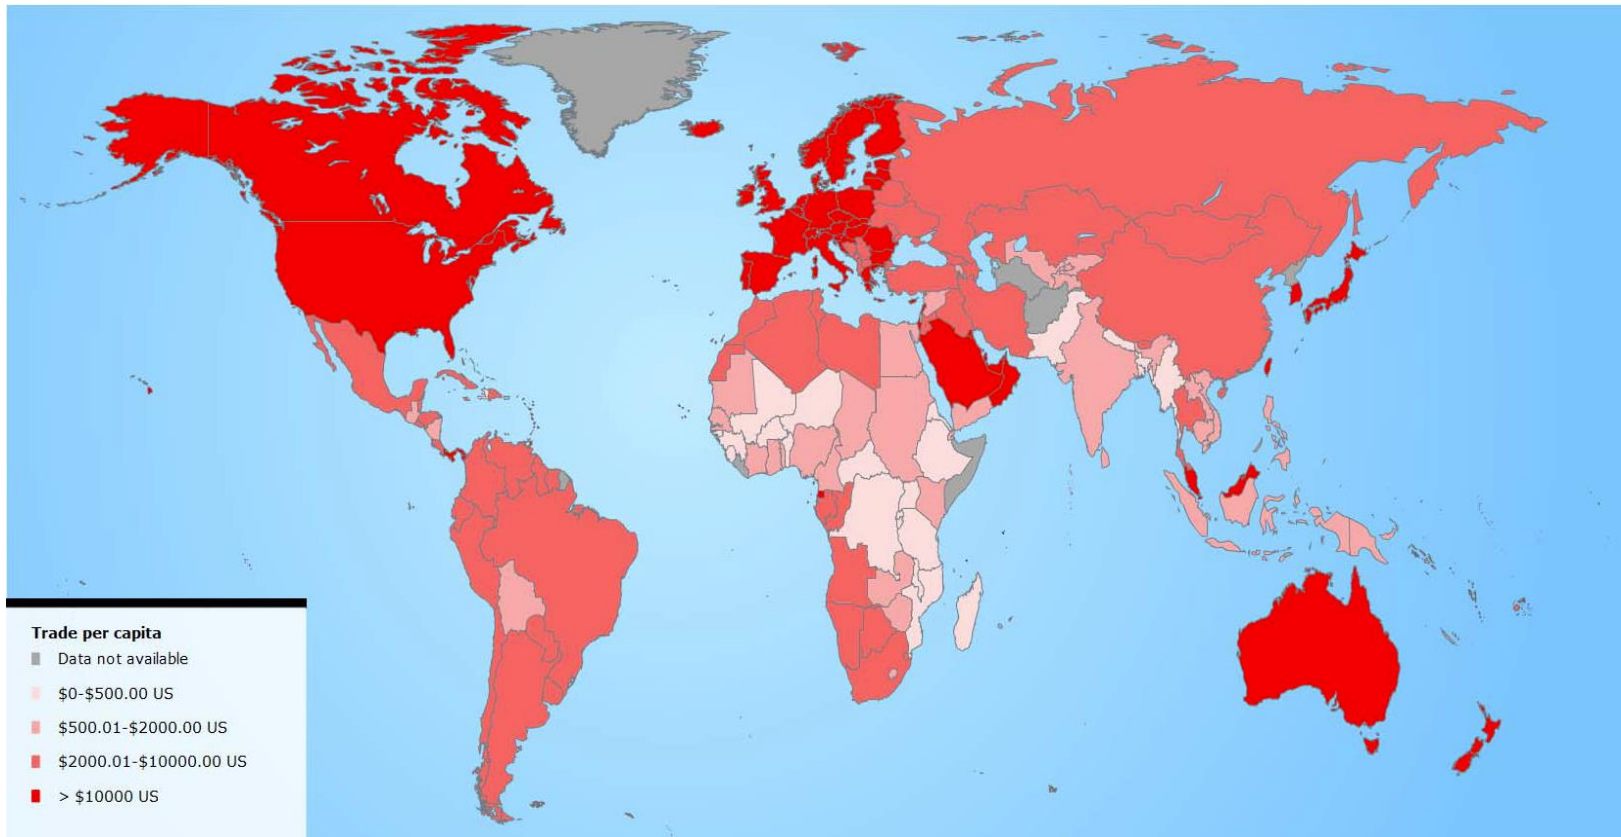 Trade per capita
Data not available
$0-$500.00 US
$500.01-$2000.00 US
$2000.01-$10000.00 US
> $10000 US